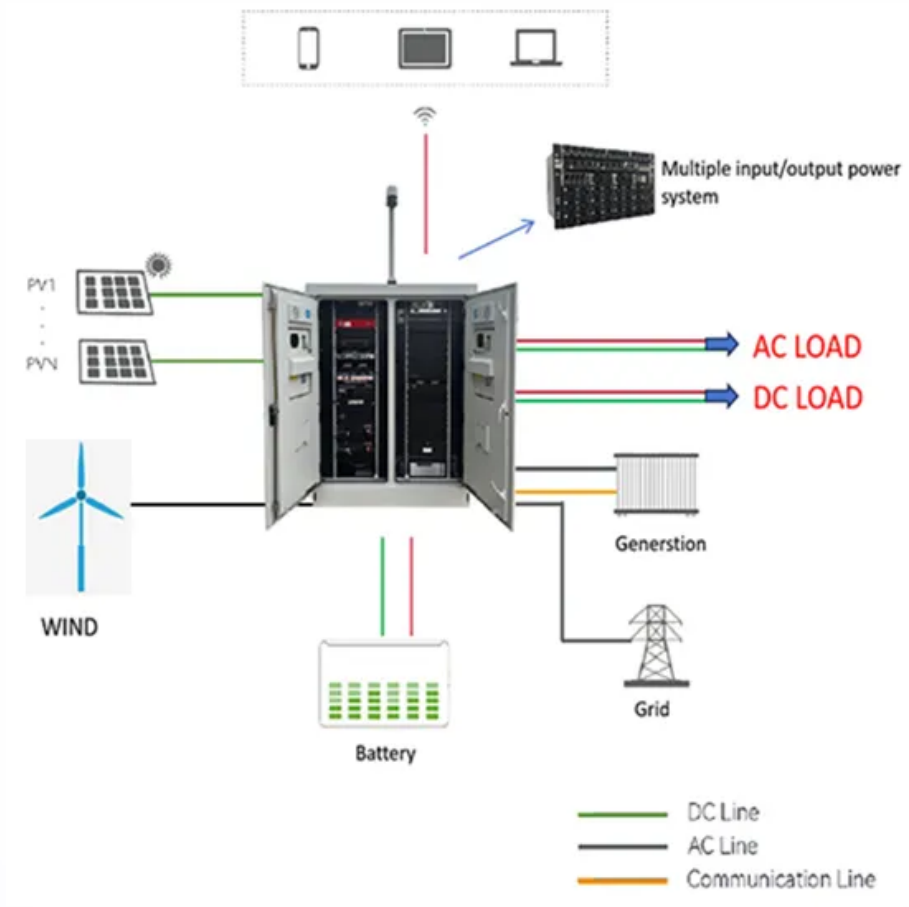 Multiple input/output power
system
PV1
PVN
AC LOAD
DC LOAD
Generstion
WIND
Grid
Battery
DC Line
AC Line
Communication Line